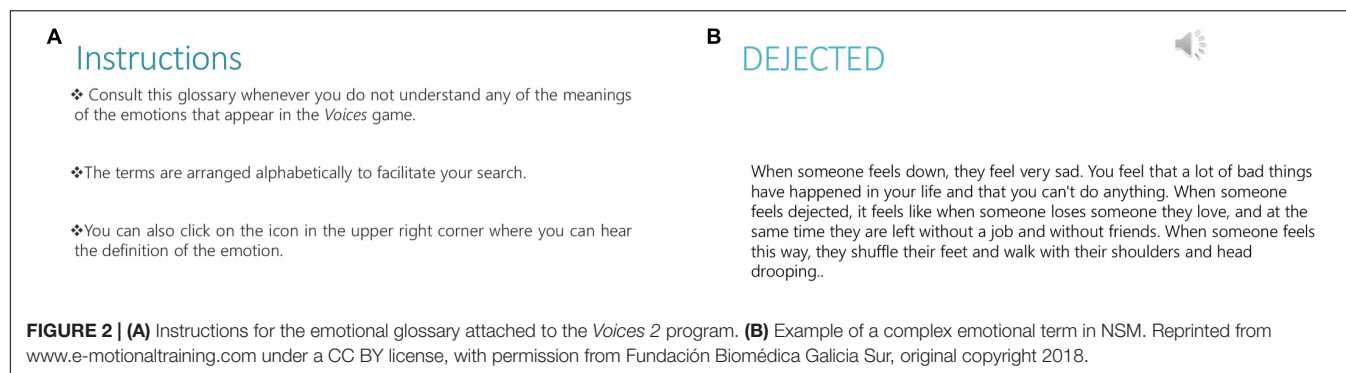 A
Instructions
❖ Consult this glossary whenever you do not understand any of the meanings
of the emotions that appear in the Voices game.
❖The terms are arranged alphabetically to facilitate your search.
❖You can also click on the icon in the upper right corner where you can hear
the definition of the emotion.
B
DEJECTED
When someone feels down, they feel very sad. You feel that a lot of bad things
have happened in your life and that you can't do anything. When someone
feels dejected, it feels like when someone loses someone they love, and at the
same time they are left without a job and without friends. When someone feels
this way, they shuffle their feet and walk with their shoulders and head
drooping..
FIGURE 2 | (A) Instructions for the emotional glossary attached to the Voices 2 program. (B) Example of a complex emotional term in NSM. Reprinted from
www.e-motionaltraining.com under a CC BY license, with permission from Fundación Biomédica Galicia Sur, original copyright 2018.